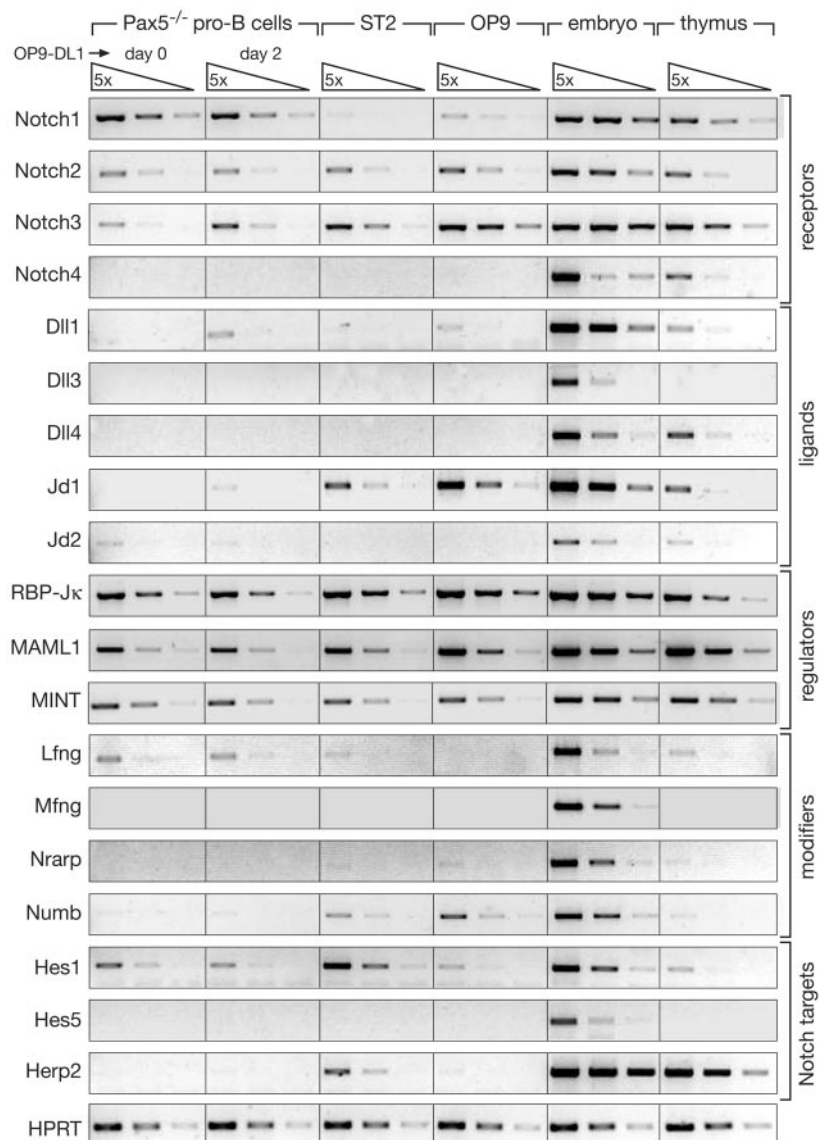 Pax5-/- pro-B cells ST2 OP9 embryo thymus
OP9-DL1 → day 0 day 2
5x 5x 5x 5x 5x 5x
Notch1
Notch2
Notch3
Notch4
receptors
Dll1
Dll3
Dll4
Jd1
Jd2
ligands
RBP-Jκ
MAML1
MINT
regulators
Lfng
Mfng
Nrarp
Numb
modifiers
Hes1
Hes5
Herp2
Notch targets
HPRT